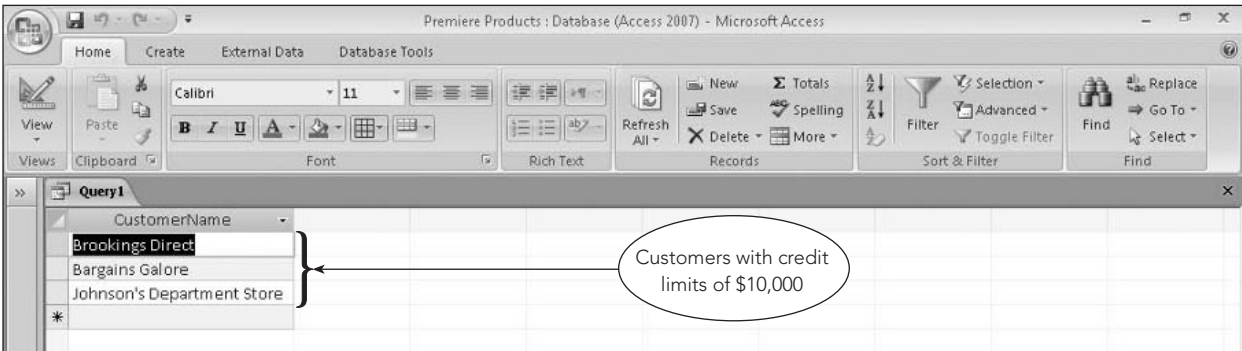 Premiere Products : Database (Access 2007) - Microsoft Access
Home Create External Data Database Tools
View
Views
Paste
Clipboard
Calibri 11
B I U A
Font
ab
Rich Text
Refresh All
New
Save
Delete
Σ Totals
Spelling
More
Records
Filter
Selection
Advanced
Toggle Filter
Sort & Filter
Find
Replace
Go To
Select
Find
Query1
CustomerName
Brookings Direct
Bargains Galore
Johnson's Department Store
Customers with credit
limits of $10,000